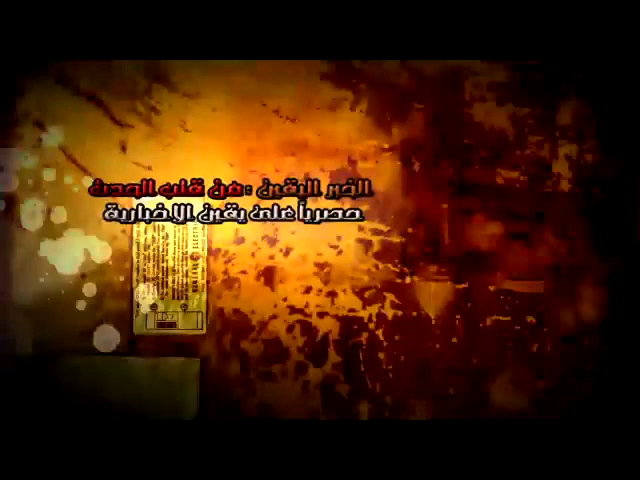 الخبر اليقين : من قلب الحدث
حصرياً على يقين الإخبارية